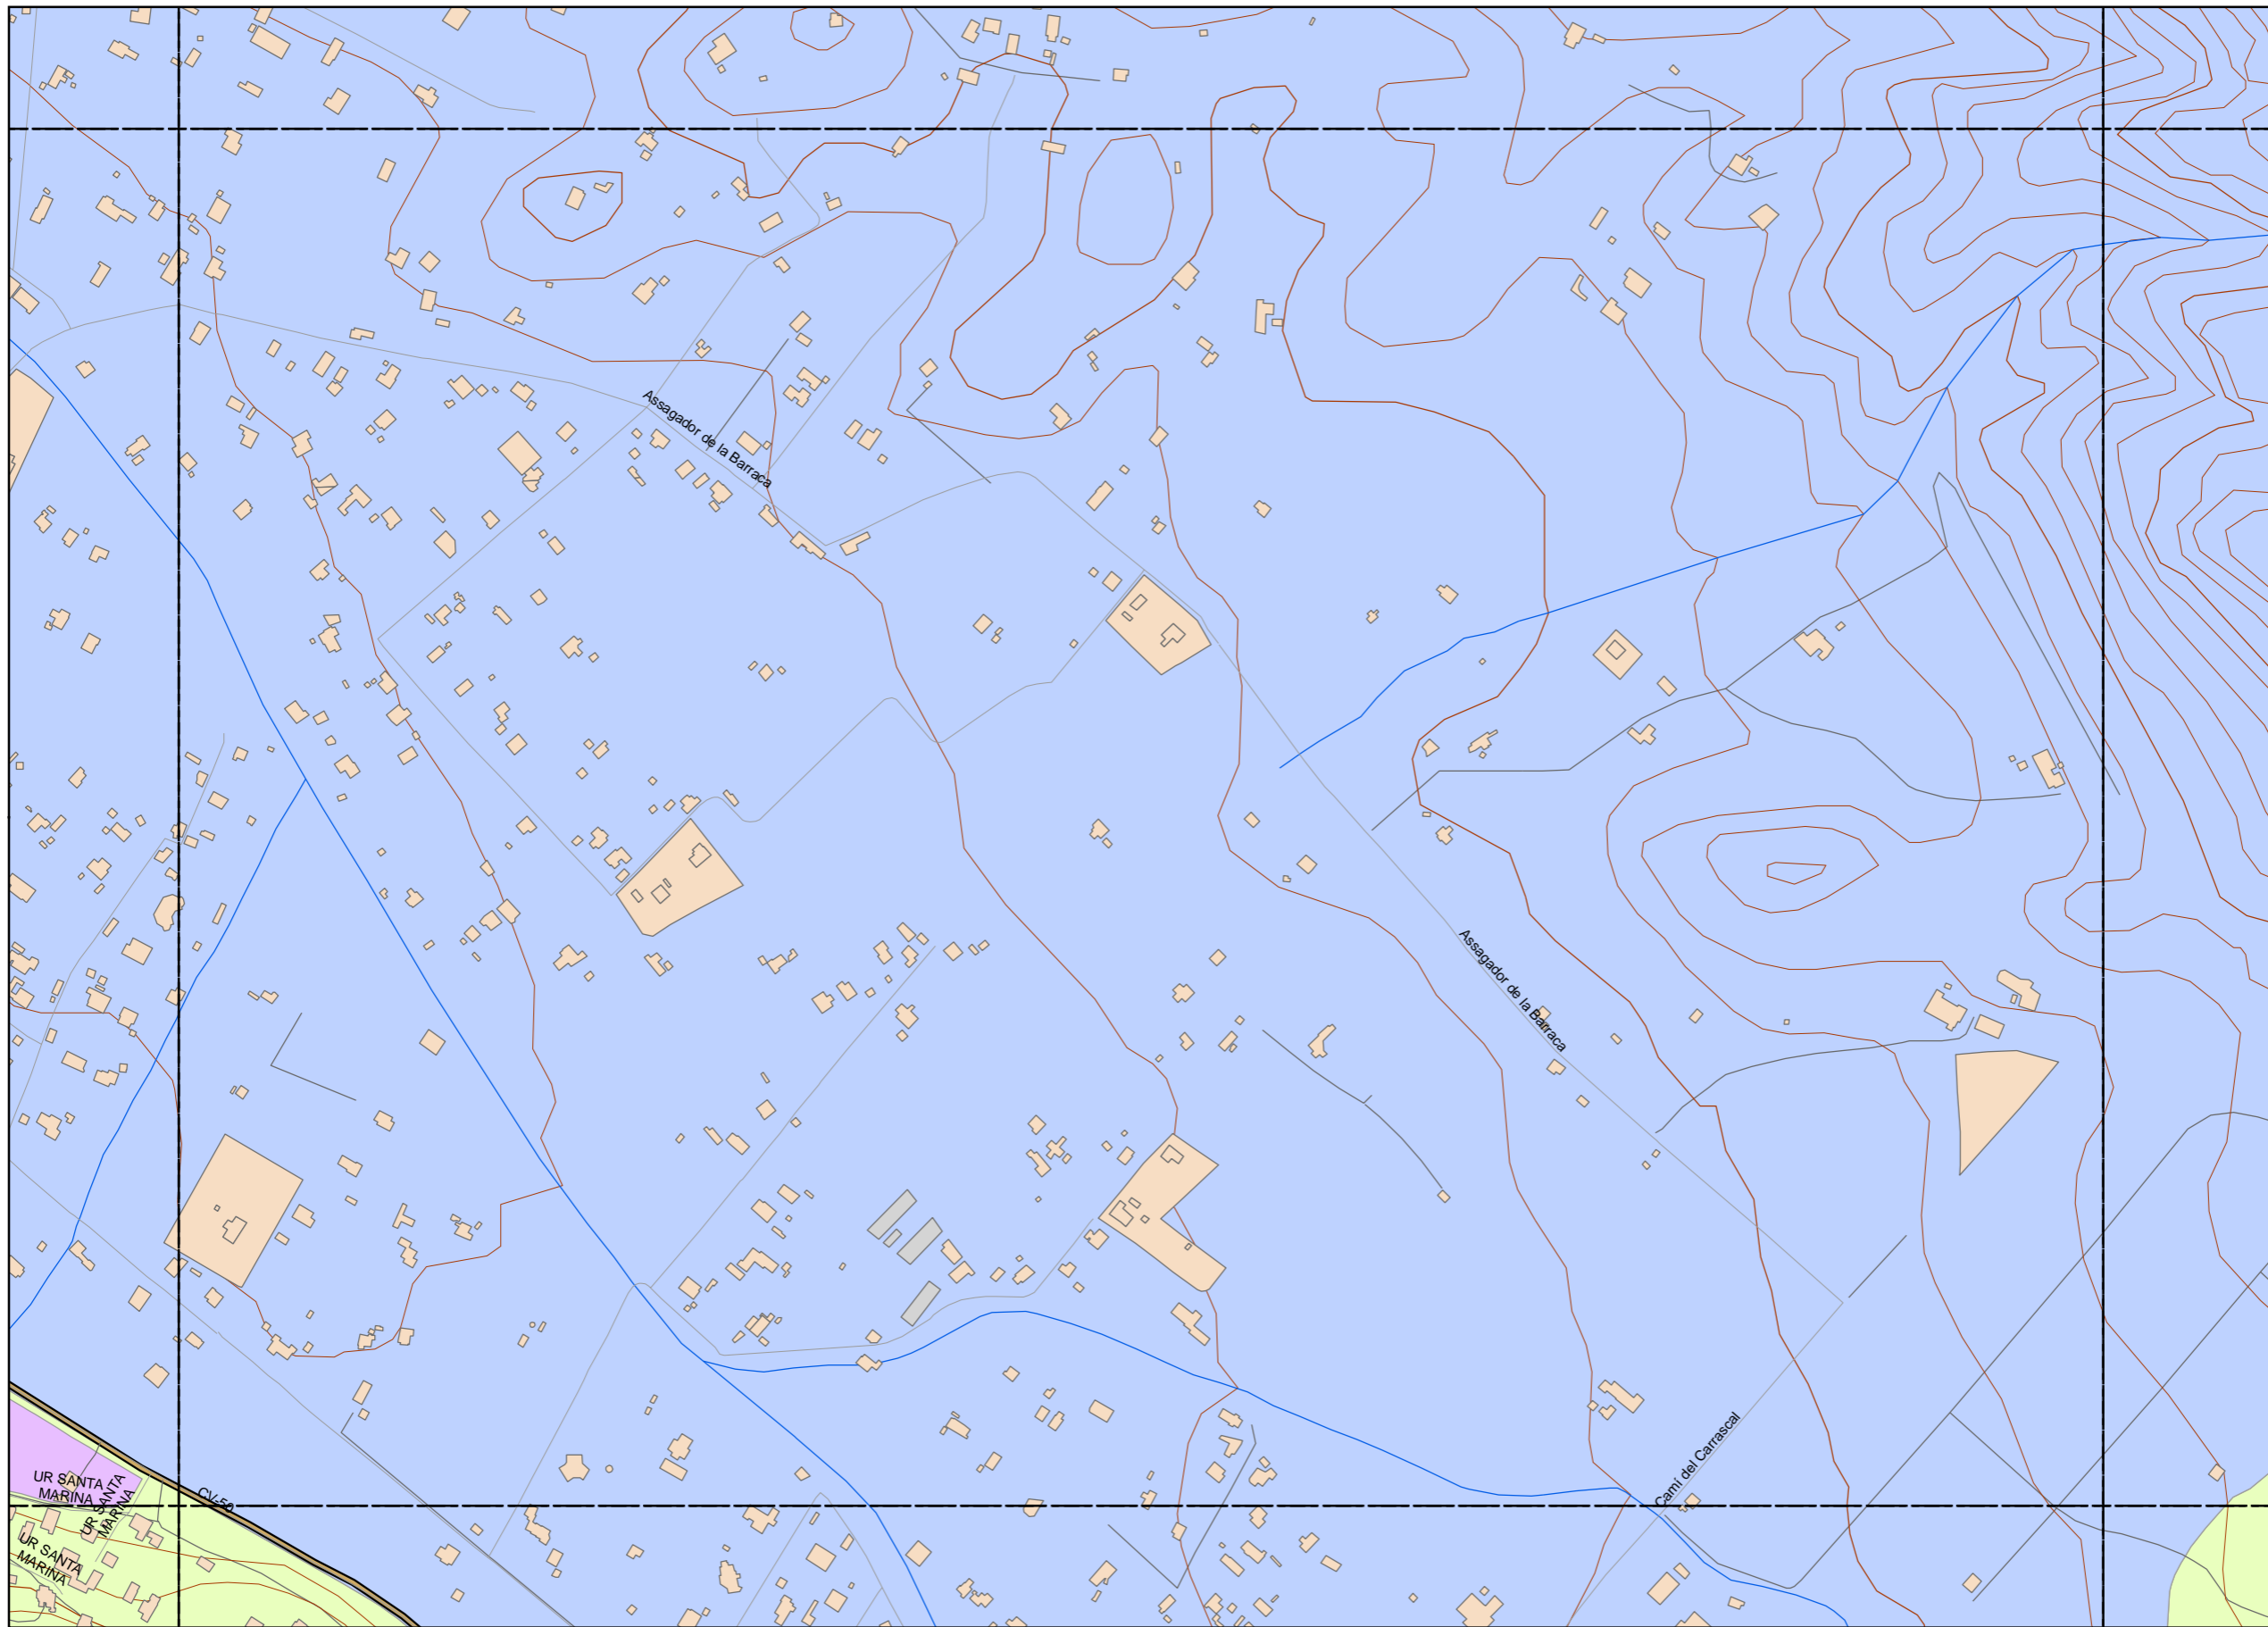 Assagador de la Barraca
Assagador de la Barraca
Camí del Carrascal
UR SANTA
MARINA
UR SANTA
MARINA
CV-50
UR SANTA
MARINA